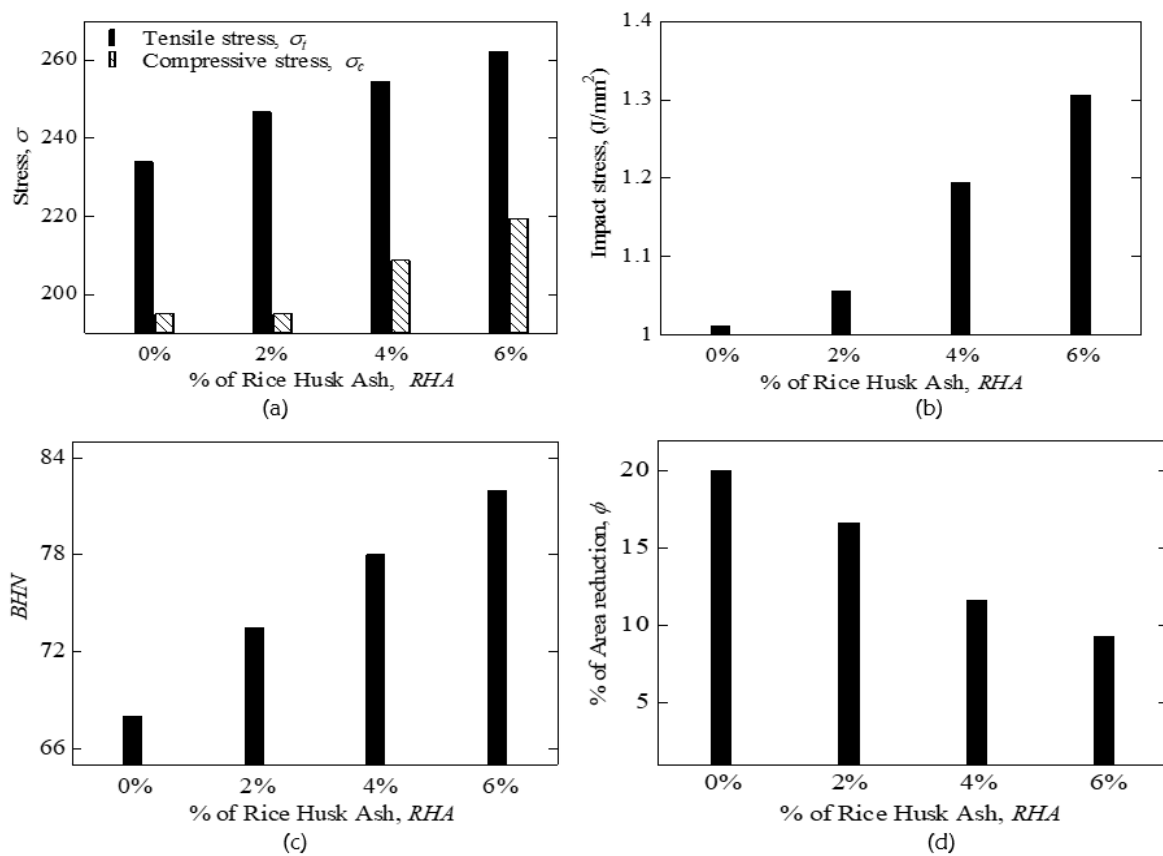 Tensile stress, σt
Compressive stress, σc
260
240
220
200
Stress, σ
0% 2% 4% 6%
% of Rice Husk Ash, RHA
(a)
1.4
1.3
1.2
1.1
1
Impact stress, (J/mm²)
0% 2% 4% 6%
% of Rice Husk Ash, RHA
(b)
84
78
72
66
BHN
0% 2% 4% 6%
% of Rice Husk Ash, RHA
(c)
20
15
10
5
% of Area reduction, ϕ
0% 2% 4% 6%
% of Rice Husk Ash, RHA
(d)